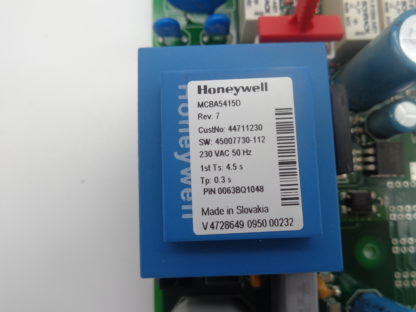 Honeywell
MCBA5415D
Rev: 7
CustNo: 44711230
SW: 45007730-112
230 VAC 50 Hz
1st Ts: 4.5 s
Tp: 0.3 s
PIN 0063BQ1048
Made in Slovakia
V 4728649 0950 00232
Honeywell